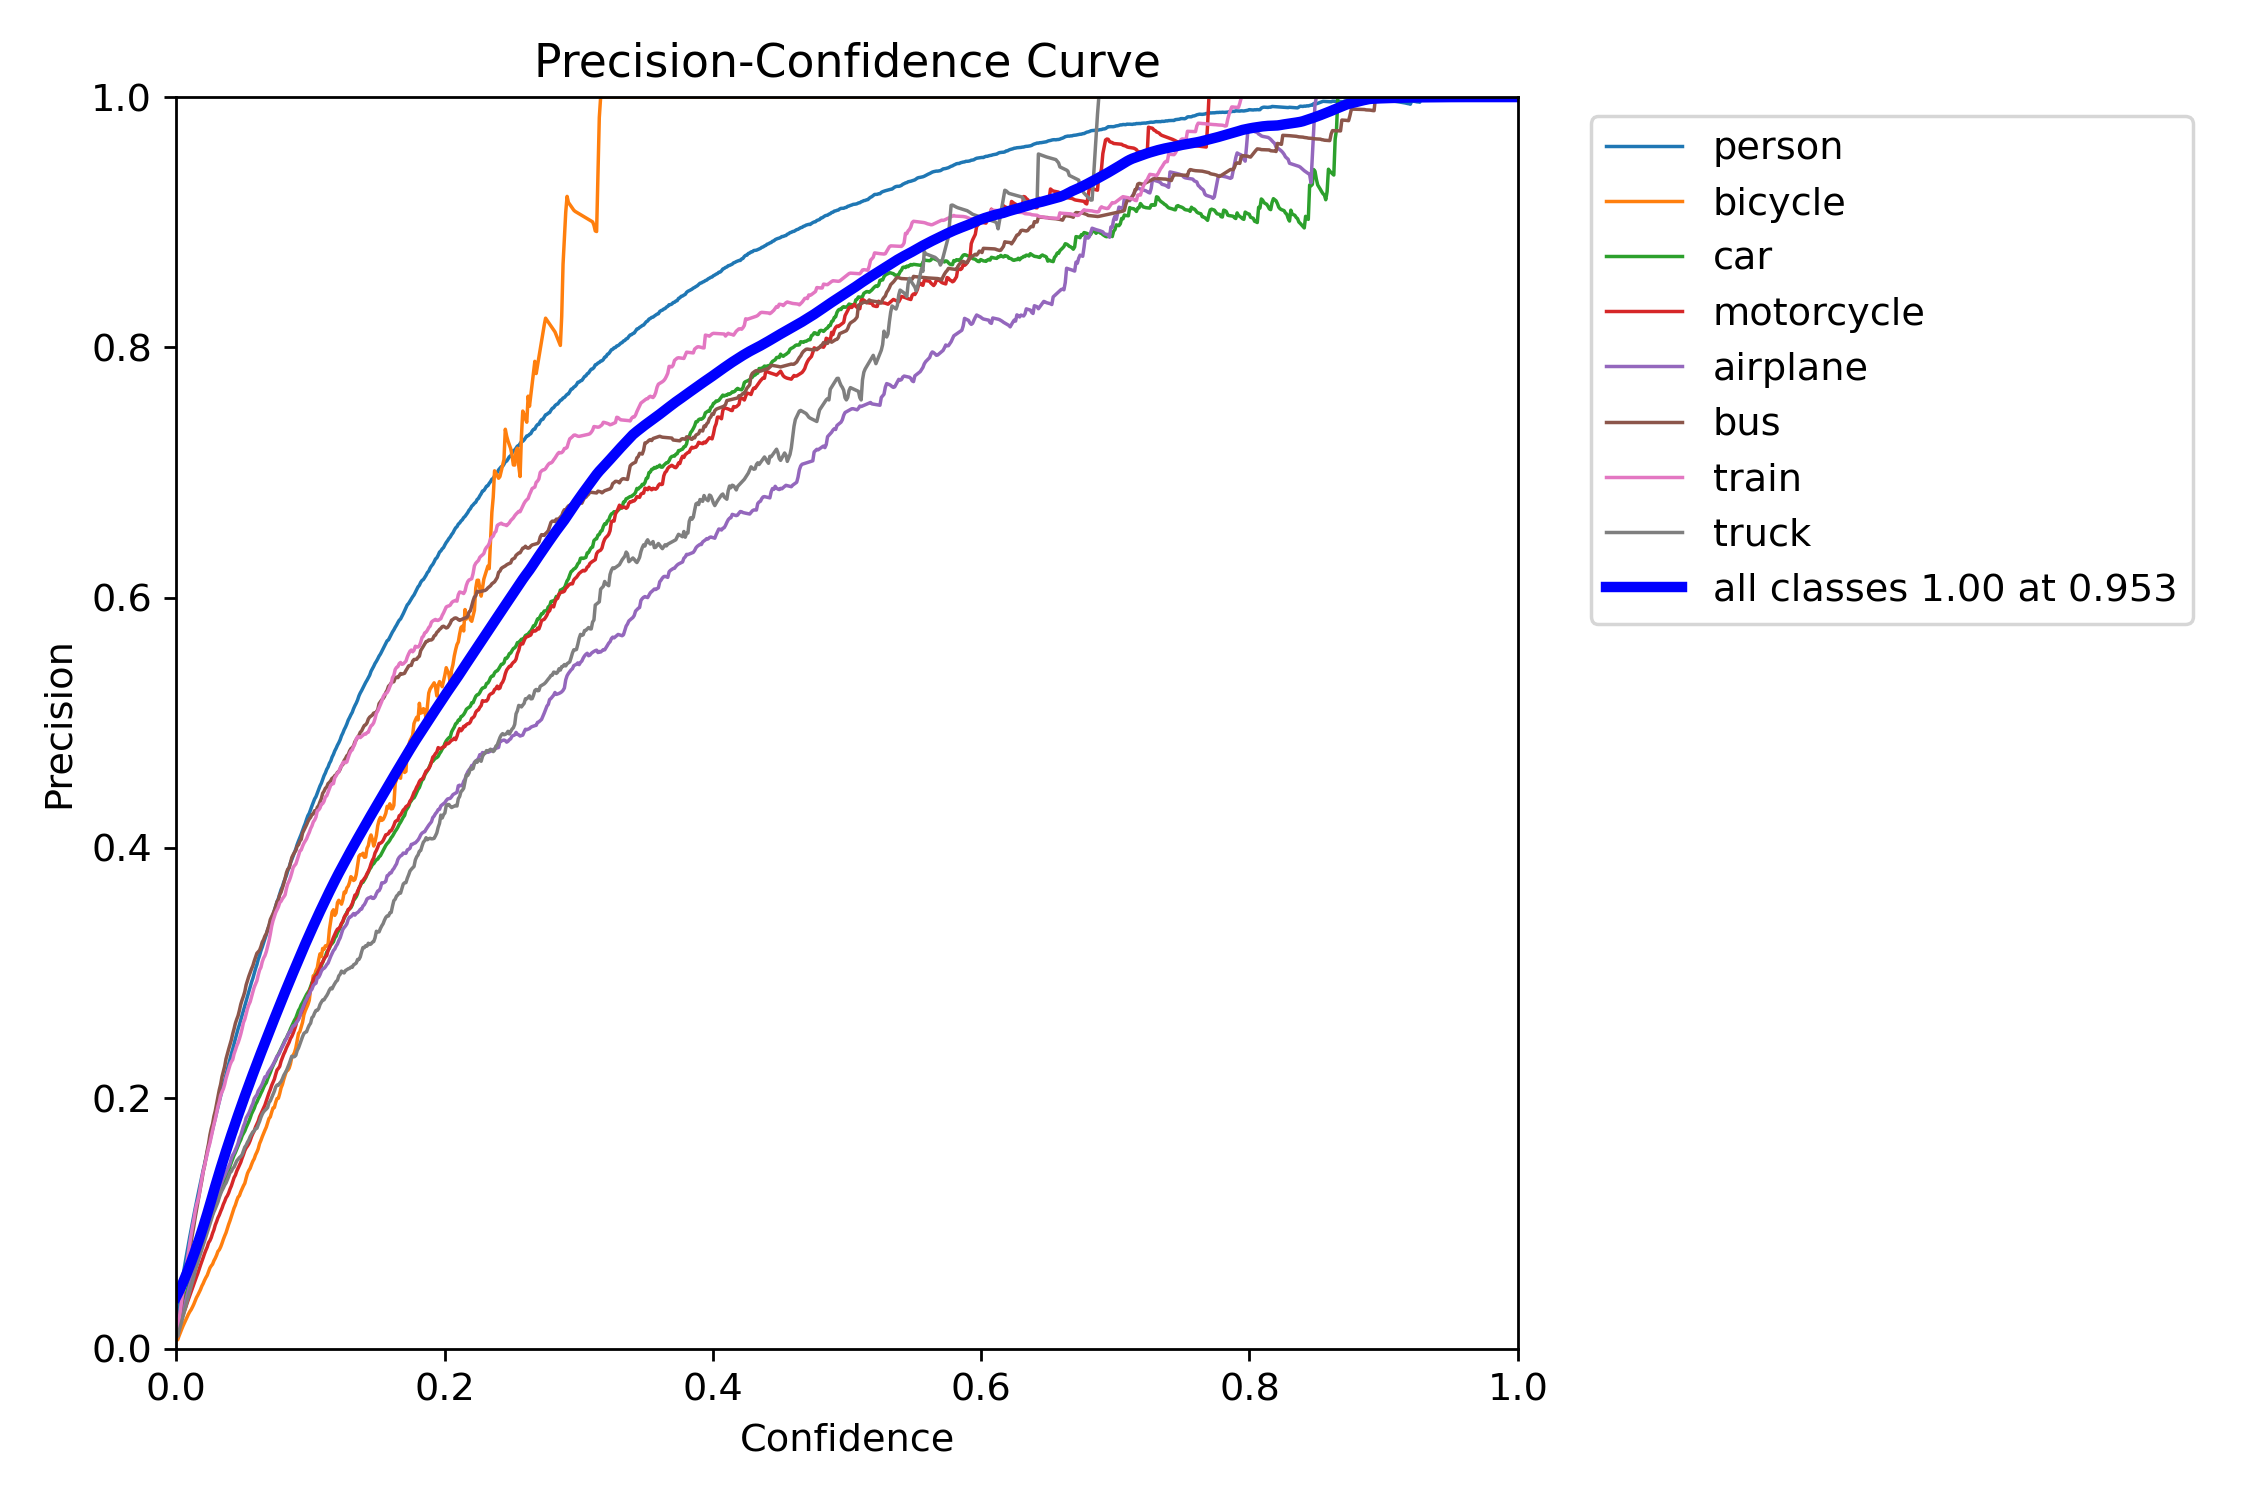 Precision-Confidence Curve
1.0
0.8
0.6
0.4
0.2
0.0
Precision
0.0 0.2 0.4 0.6 0.8 1.0
Confidence
person
bicycle
car
motorcycle
airplane
bus
train
truck
all classes 1.00 at 0.953